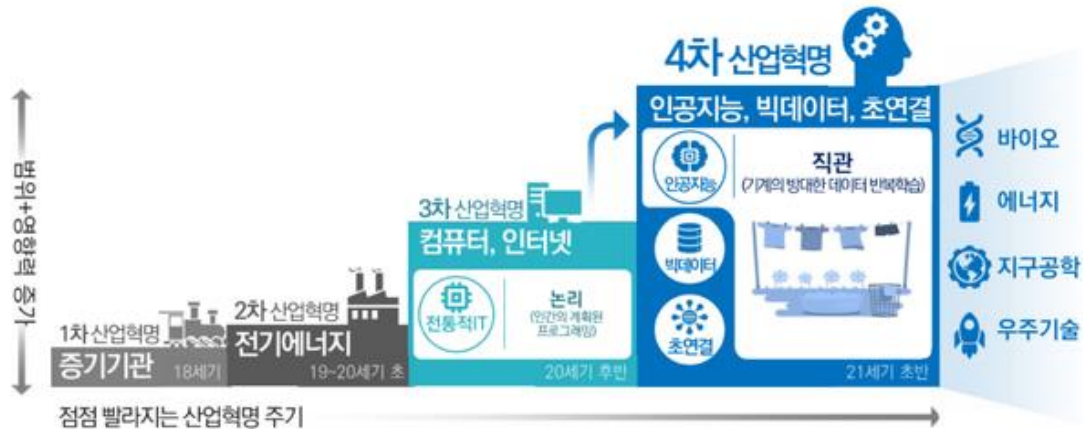 4차 산업혁명
인공지능, 빅데이터, 초연결
인공지능
직관
(기계의 방대한 데이터 반복학습)
빅데이터
초연결
21세기 초반
바이오
에너지
지구공학
우주기술
3차 산업혁명
컴퓨터, 인터넷
전통적IT
논리
(인간의 계획된
프로그래밍)
20세기 후반
2차 산업혁명
전기에너지
19~20세기 초
1차 산업혁명
증기기관
18세기
범위+영향력 증가
점점 빨라지는 산업혁명 주기